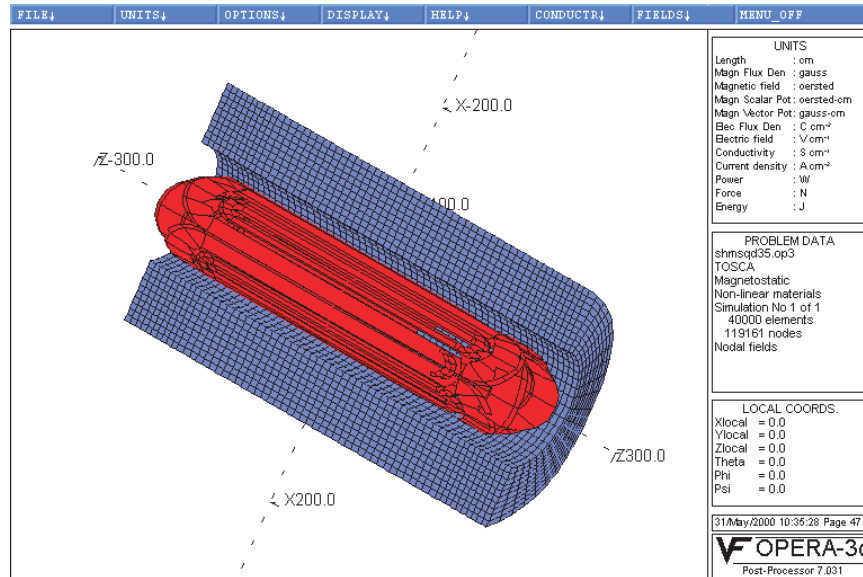 FILE↓ UNITS↓ OPTIONS↓ DISPLAY↓ HELP↓ CONDUCTR↓ FIELDS↓ MENU_OFF
X-200.0
Z-300.0
00.0
Z300.0
X200.0
UNITS
Length : cm
Magn Flux Den : gauss
Magnetic field : oersted
Magn Scalar Pot : oersted-cm
Magn Vector Pot : gauss-cm
Elec Flux Den : C cm⁻²
Electric field : V cm⁻¹
Conductivity : S cm⁻¹
Current density : A cm⁻²
Power : W
Force : N
Energy : J
PROBLEM DATA
shmsqd35.op3
TOSCA
Magnetostatic
Non-linear materials
Simulation No 1 of 1
40000 elements
119161 nodes
Nodal fields
LOCAL COORDS.
Xlocal = 0.0
Ylocal = 0.0
Zlocal = 0.0
Theta = 0.0
Phi = 0.0
Psi = 0.0
31/May/2000 10:35:28 Page 47
VF OPERA-3d
Post-Processor 7.031